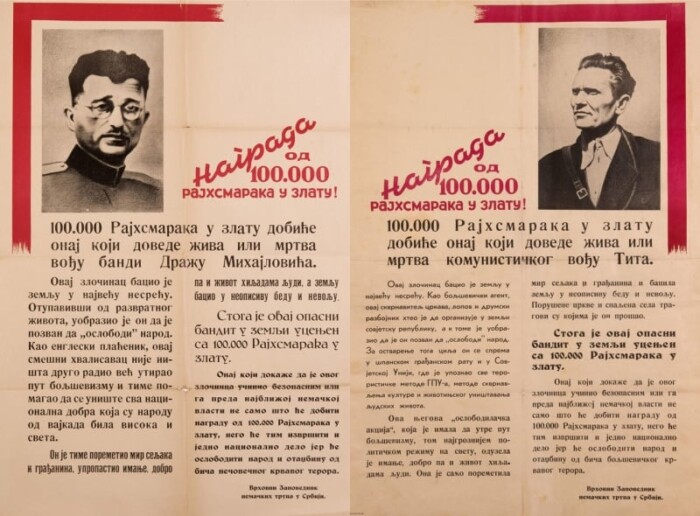 Награда
од
100.000
РАЈХСМАРАКА У ЗЛАТУ!
100.000 Рајхсмарака у злату добиће
онај који доведе жива или мртва
вођу банди Дражу Михајловића.
Овај злочинац бацио је
земљу у највећу несрећу.
Отупавивши од развратног
живота, уобразио је он да је
позван да „ослободи" народ.
Као енглески плаћеник, овај
смешни хвалисавац није ни-
шта друго радио већ утирао
пут бољшевизму и тиме по-
магао да се униште сва нацио-
нална добра која су народу
од вајкада била висока и
света.
Он је тиме пореметио мир сељака
и грађанина, упропастио имање, добро
па и живот хиљадама људи, а земљу
бацио у неописиву беду и невољу.
Стога је овај опасни
бандит у земљи уцењен
са 100.000 Рајхсмарака у
злату.
Овај који докаже да је овог
злочинца учинио безопасним или
га преда најближој немачкој
власти не само што ће добити
награду од 100.000 Рајхсмарака у
злату, него ће тим извршити и
једно национално дело јер ће
ослободити народ и отаџбину од
бича нечовечног крвавог терора.
Врховни Заповедник
немачких трупа у Србији.
Награда
од
100.000
РАЈХСМАРАКА У ЗЛАТУ!
100.000 Рајхсмарака у злату
добиће онај који доведе жива или
мртва комунистичког вођу Тита.
Овај злочинац бацио је земљу у
највећу несрећу. Као бољшевички агент,
овај скрнавитељ цркава, лопов и друмски
разбојник хтео је да организује у земљи
совјетску републику, а к томе је уобра-
зио да је он позван да „ослободи" народ.
За остварење тога циља он се спрема
у шпанском грађанском рату и у Сов-
јетској Унији, где је упознао све теро-
ристичке методе ГПУ-а, методе скврнав-
љења културе и животињског уништавања
људских живота.
Ова његова „ослободилачка
акција", која је имала да утре пут
бољшевизму, том најгрознијем по-
литичком режиму на свету, одузела
је имање, добро па и живот хиља-
дама људи. Она је само пореметила
мир сељака и грађанина и бацила
земљу у неописиву беду и невољу.
Порушене цркве и спаљена села тра-
гови су којима је он прошао.
Стога је овај опасни
бандит у земљи уцењен
са 100.000 Рајхсмарака у
злату.
Овај који докаже да је овог
злочинца учинио безопасним или га
преда најближој немачкој власти не
само што ће добити награду од
100.000 Рајхсмарака у злату, него ће
тим извршити и једно национално
дело јер ће ослободити народ и
отаџбину од бича бољшевичког крва-
вог терора.
Врховни Заповедник
немачких трупа у Србији.